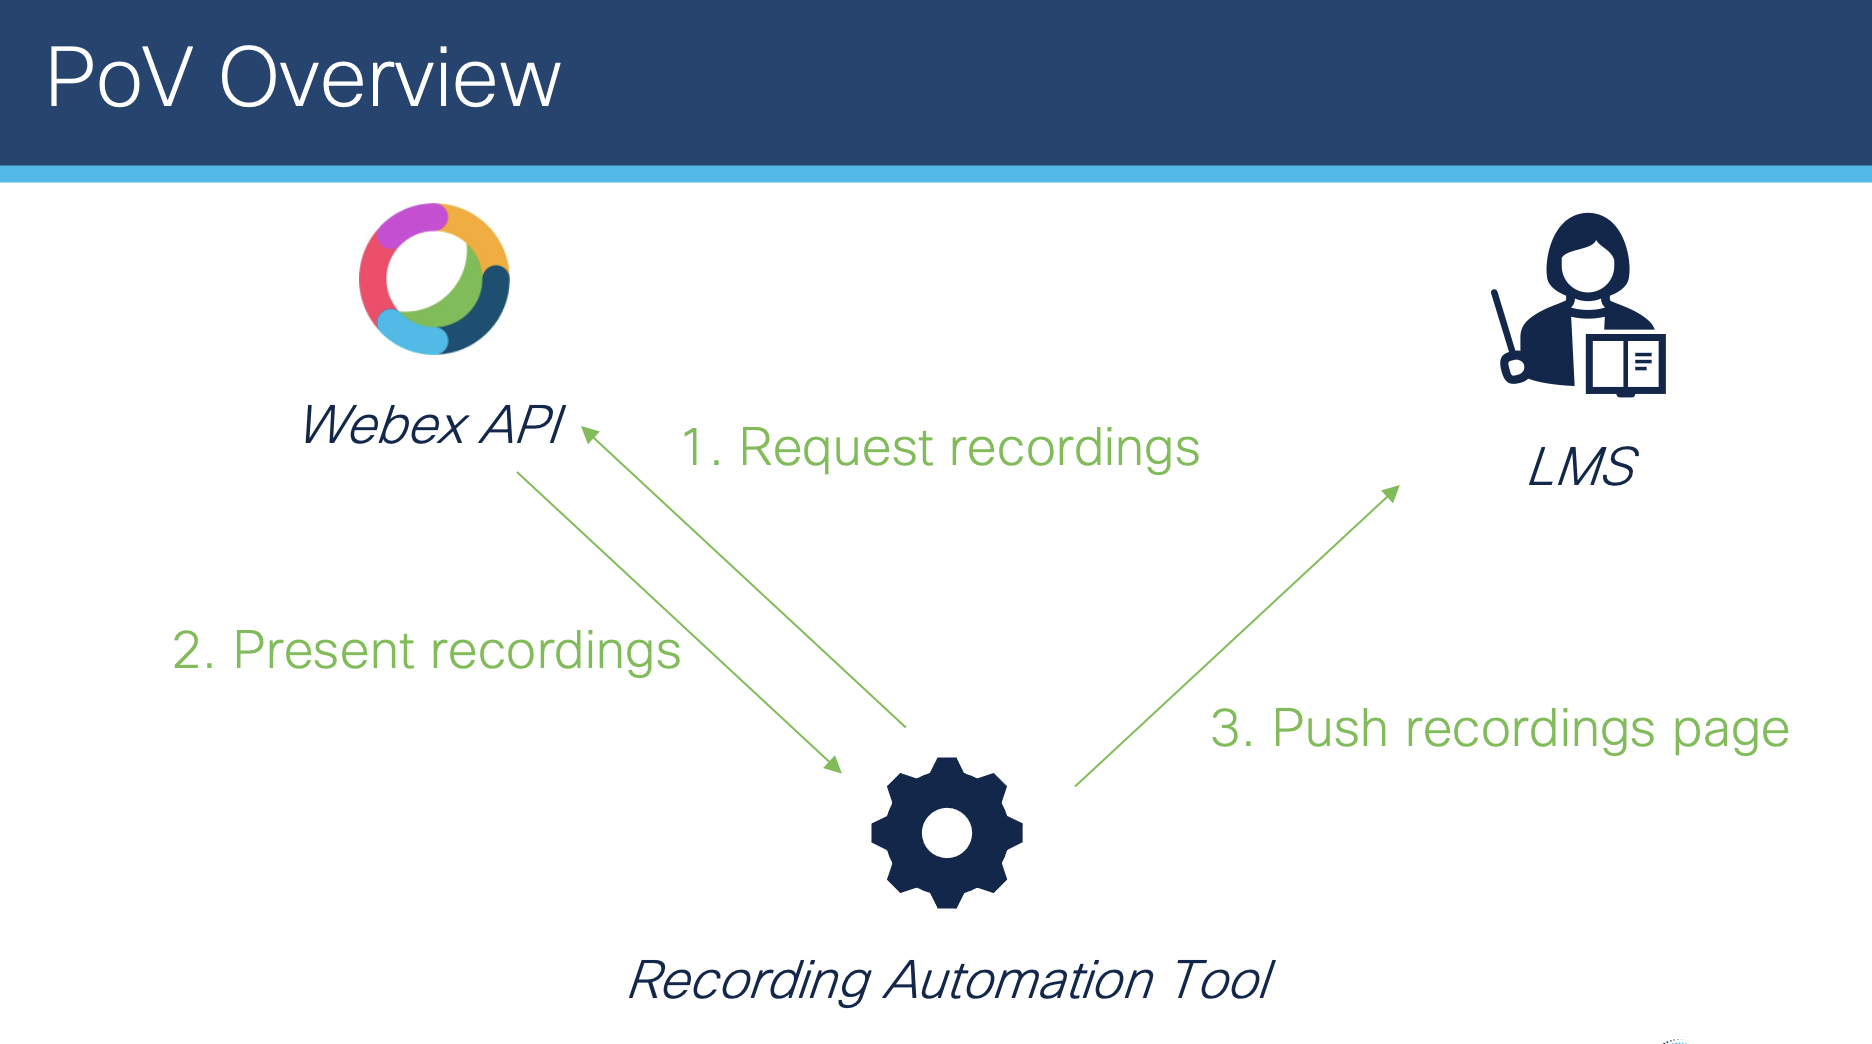 PoV Overview
Webex API
1. Request recordings
LMS
2. Present recordings
3. Push recordings page
Recording Automation Tool